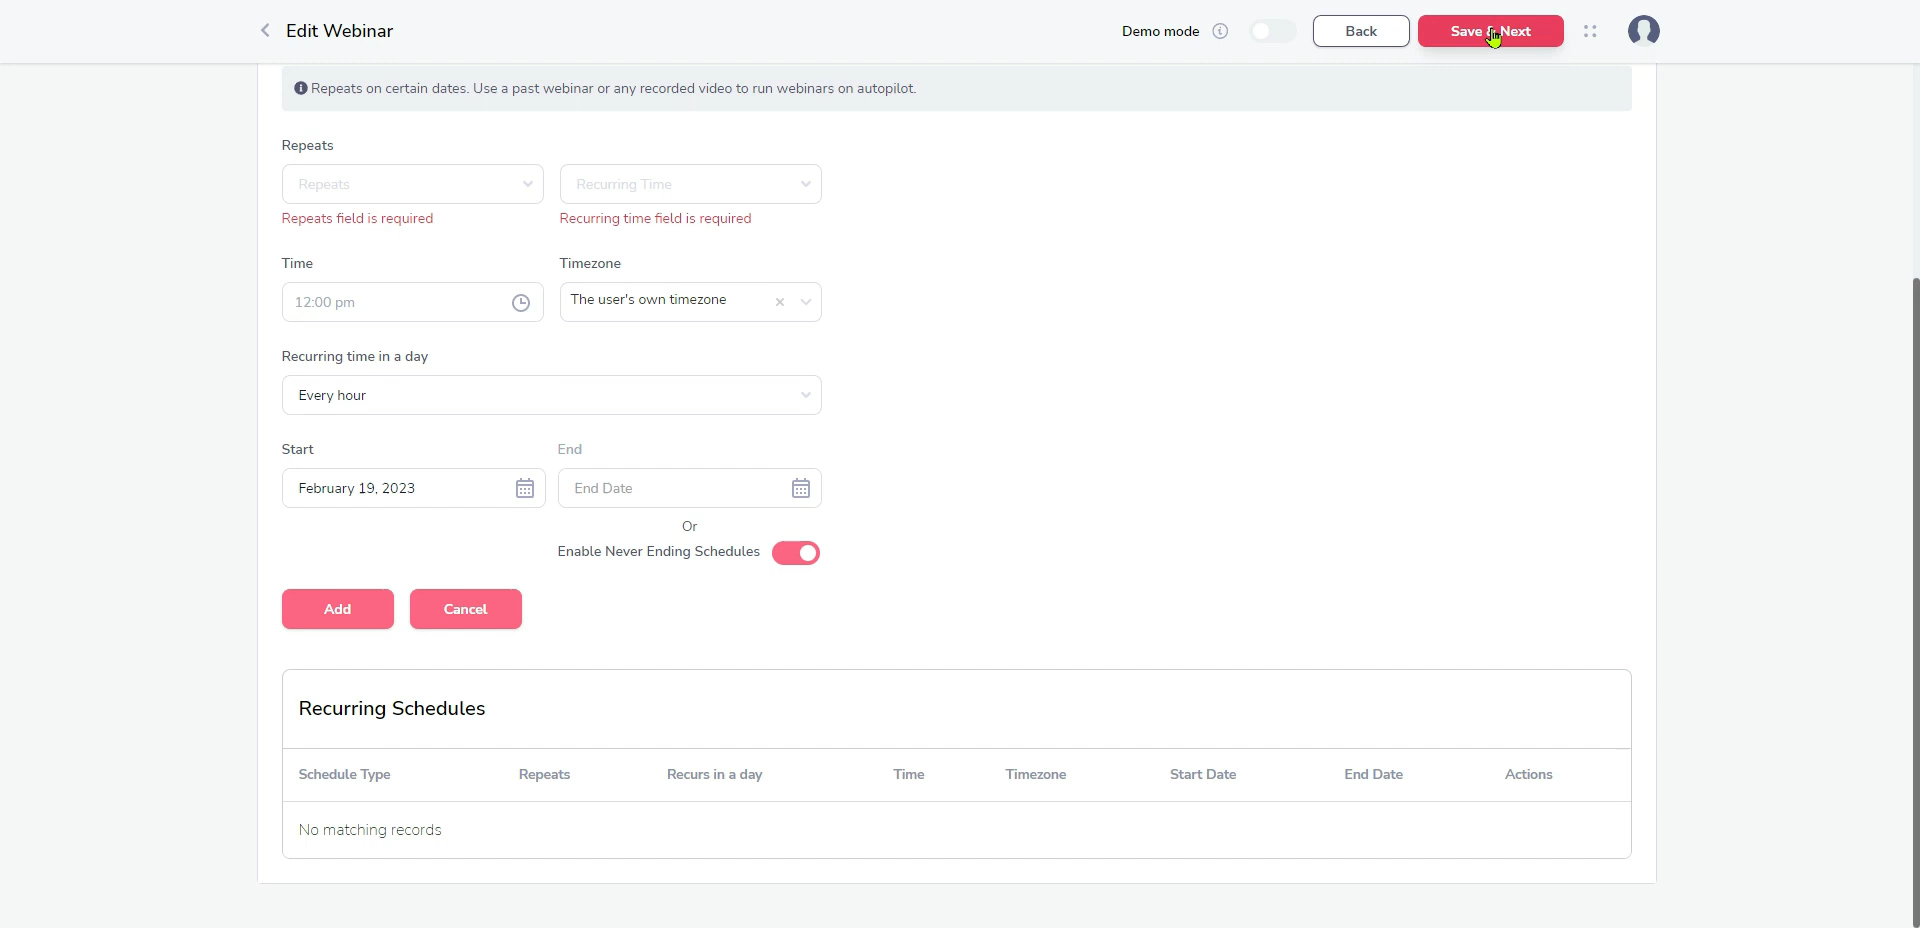 Edit Webinar
Demo mode
Back
Save & Next
Repeats on certain dates. Use a past webinar or any recorded video to run webinars on autopilot.
Repeats
Repeats
Recurring Time
Repeats field is required
Recurring time field is required
Time
Timezone
12:00 pm
The user's own timezone
Recurring time in a day
Every hour
Start
End
February 19, 2023
End Date
Or
Enable Never Ending Schedules
Add
Cancel
Recurring Schedules
Schedule Type
Repeats
Recurs in a day
Time
Timezone
Start Date
End Date
Actions
No matching records